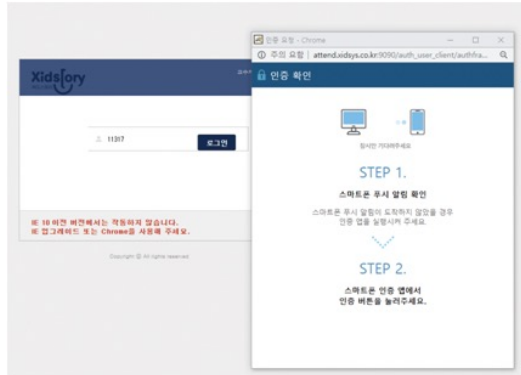 인증 요청 - Chrome
주의 요함 | attend.xidsys.co.kr:9090/auth_user_client/authfra...
인증 확인
Xidstory
11317
로그인
IE 10 이전 버전에서는 작동하지 않습니다.
IE 업그레이드 또는 Chrome을 사용해 주세요.
Copyright @ All rights reserved
잠시만 기다려주세요
STEP 1.
스마트폰 푸시 알림 확인
스마트폰 푸시 알림이 도착하지 않았을 경우
인증 앱을 실행시켜 주세요.
STEP 2.
스마트폰 인증 앱에서
인증 버튼을 눌러주세요.